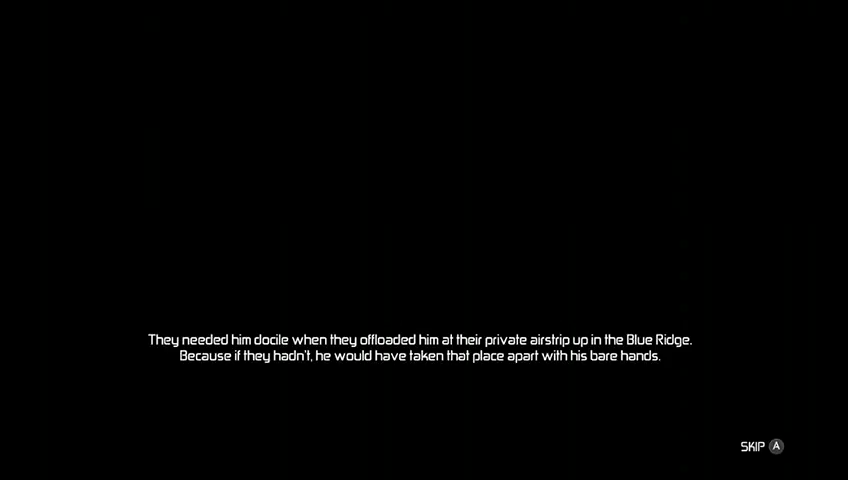 They needed him docile when they offloaded him at their private airstrip up in the Blue Ridge.
Because if they hadn't, he would have taken that place apart with his bare hands.
SKIP A